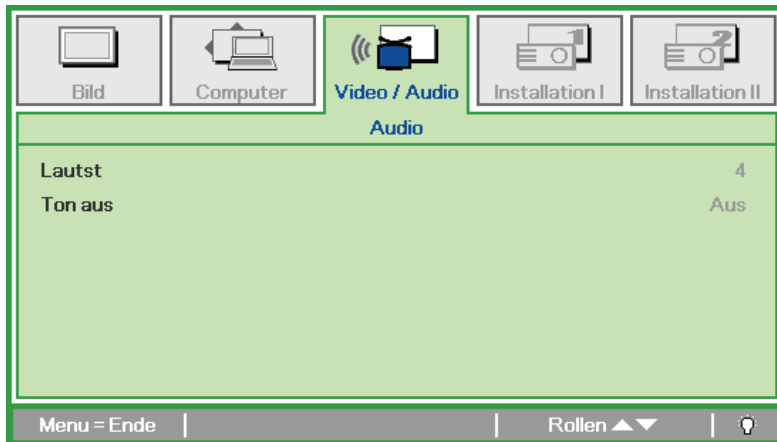 Bild Computer Video / Audio Installation I Installation II
Audio
Lautst 4
Ton aus Aus
Menu = Ende Rollen